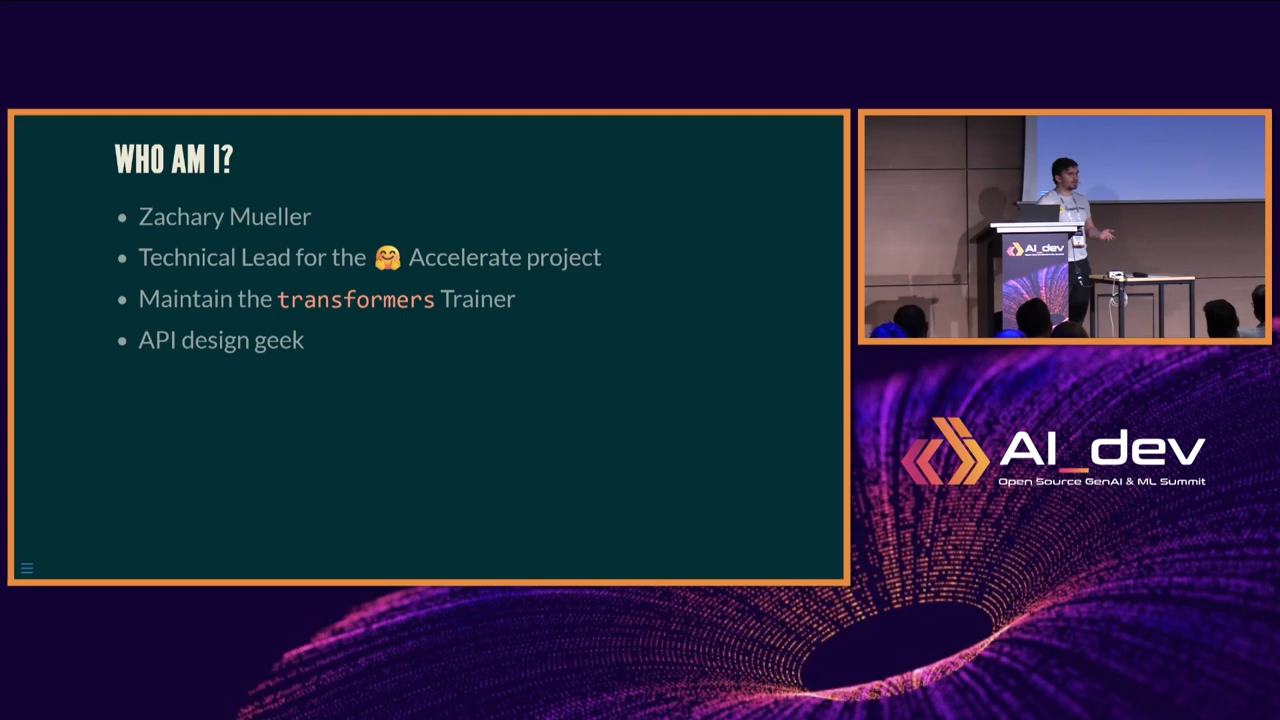 WHO AM I?
• Zachary Mueller
• Technical Lead for the 🤗 Accelerate project
• Maintain the transformers Trainer
• API design geek
AI_dev
AI_dev
Open Source GenAI & ML Summit